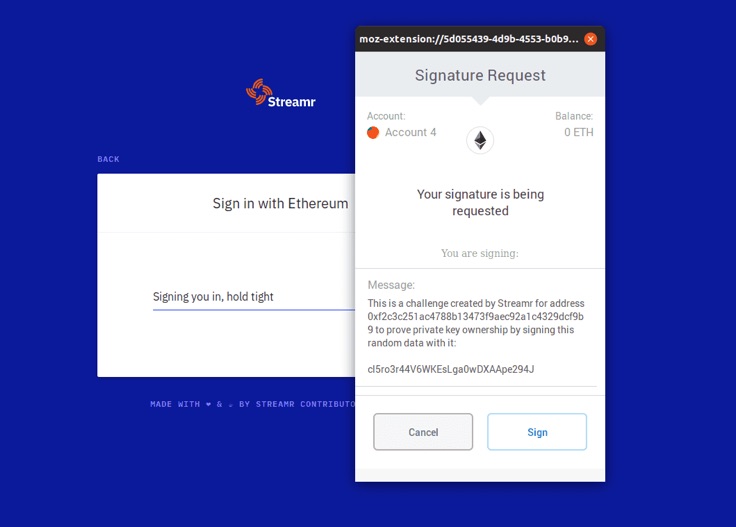 moz-extension://5d055439-4d9b-4553-b0b9...
Signature Request
Account:
Balance:
Account 4
0 ETH
Your signature is being
requested
You are signing:
Message:
This is a challenge created by Streamr for address
0xf2c3c251ac4788b13473f9aec92a1c4329dcf9b
9 to prove private key ownership by signing this
random data with it:
cI5ro3r44V6WKEsLga0wDXAApe294J
Cancel
Sign
Streamr
BACK
Sign in with Ethereum
Signing you in, hold tight
MADE WITH ❤ & ☕ BY STREAMR CONTRIBUTO